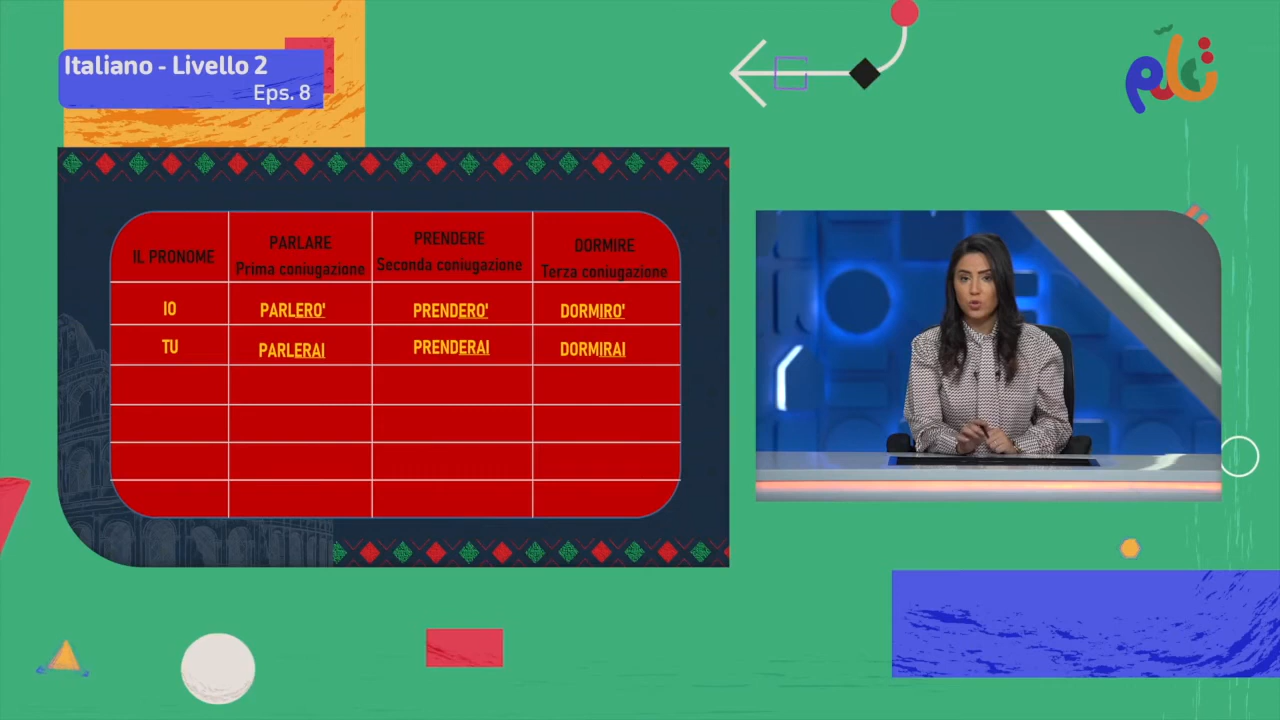 Italiano - Livello 2
Eps. 8
تكلم
IL PRONOME
PARLARE
Prima coniugazione
PRENDERE
Seconda coniugazione
DORMIRE
Terza coniugazione
IO
PARLERO'
PRENDERO'
DORMIRO'
TU
PARLERAI
PRENDERAI
DORMIRAI